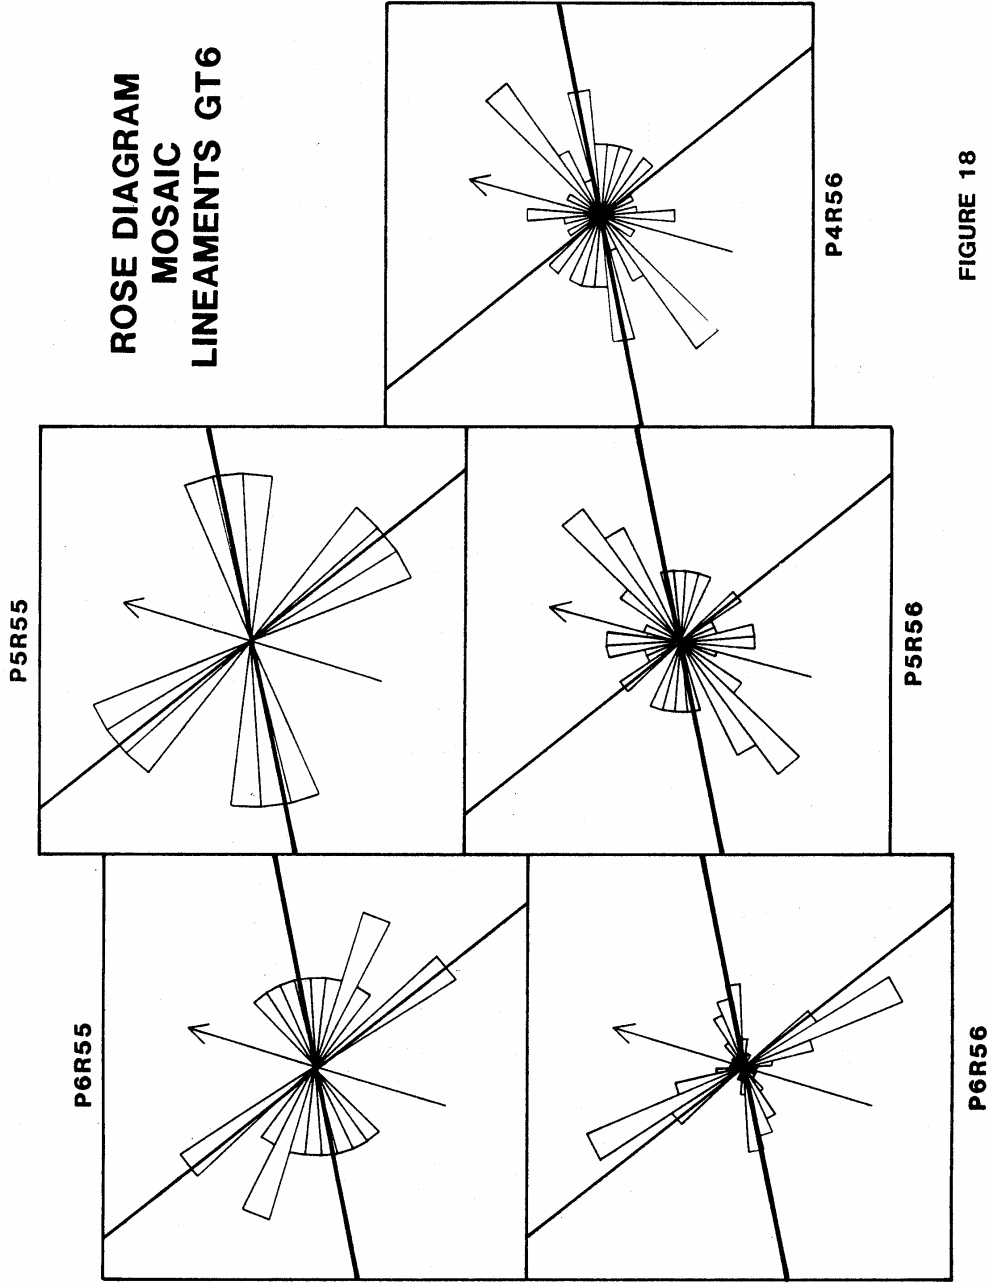 ROSE DIAGRAM
MOSAIC
LINEAMENTS GT6
P5R55
P6R55
P4R56
P5R56
P6R56
FIGURE 18